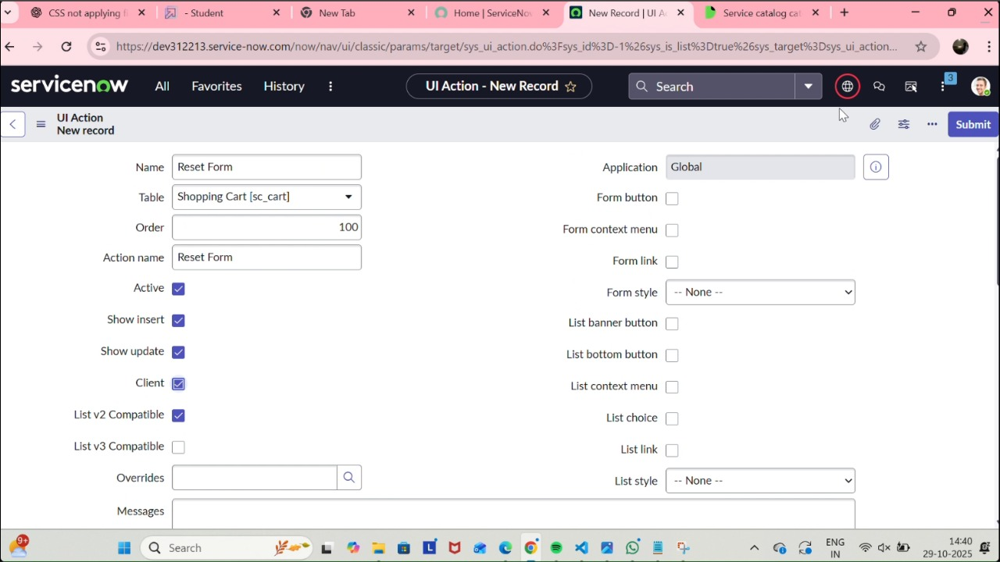 CSS not applying f
- Student
New Tab
Home | ServiceNo
New Record | UI A
Service catalog cat
https://dev312213.service-now.com/now/nav/ui/classic/params/target/sys_ui_action.do%3Fsys_id%3D-1%26sys_is_list%3Dtrue%26sys_target%3Dsys_ui_action...
servicenow All Favorites History UI Action - New Record Search 3
UI Action
New record
Submit
Name Reset Form
Application Global
Table Shopping Cart [sc_cart]
Form button
Order 100
Form context menu
Action name Reset Form
Form link
Active
Form style -- None --
Show insert
List banner button
Show update
List bottom button
Client
List context menu
List v2 Compatible
List choice
List v3 Compatible
List link
Overrides
List style -- None --
Messages
9+
Search
ENG
IN
14:40
29-10-2025